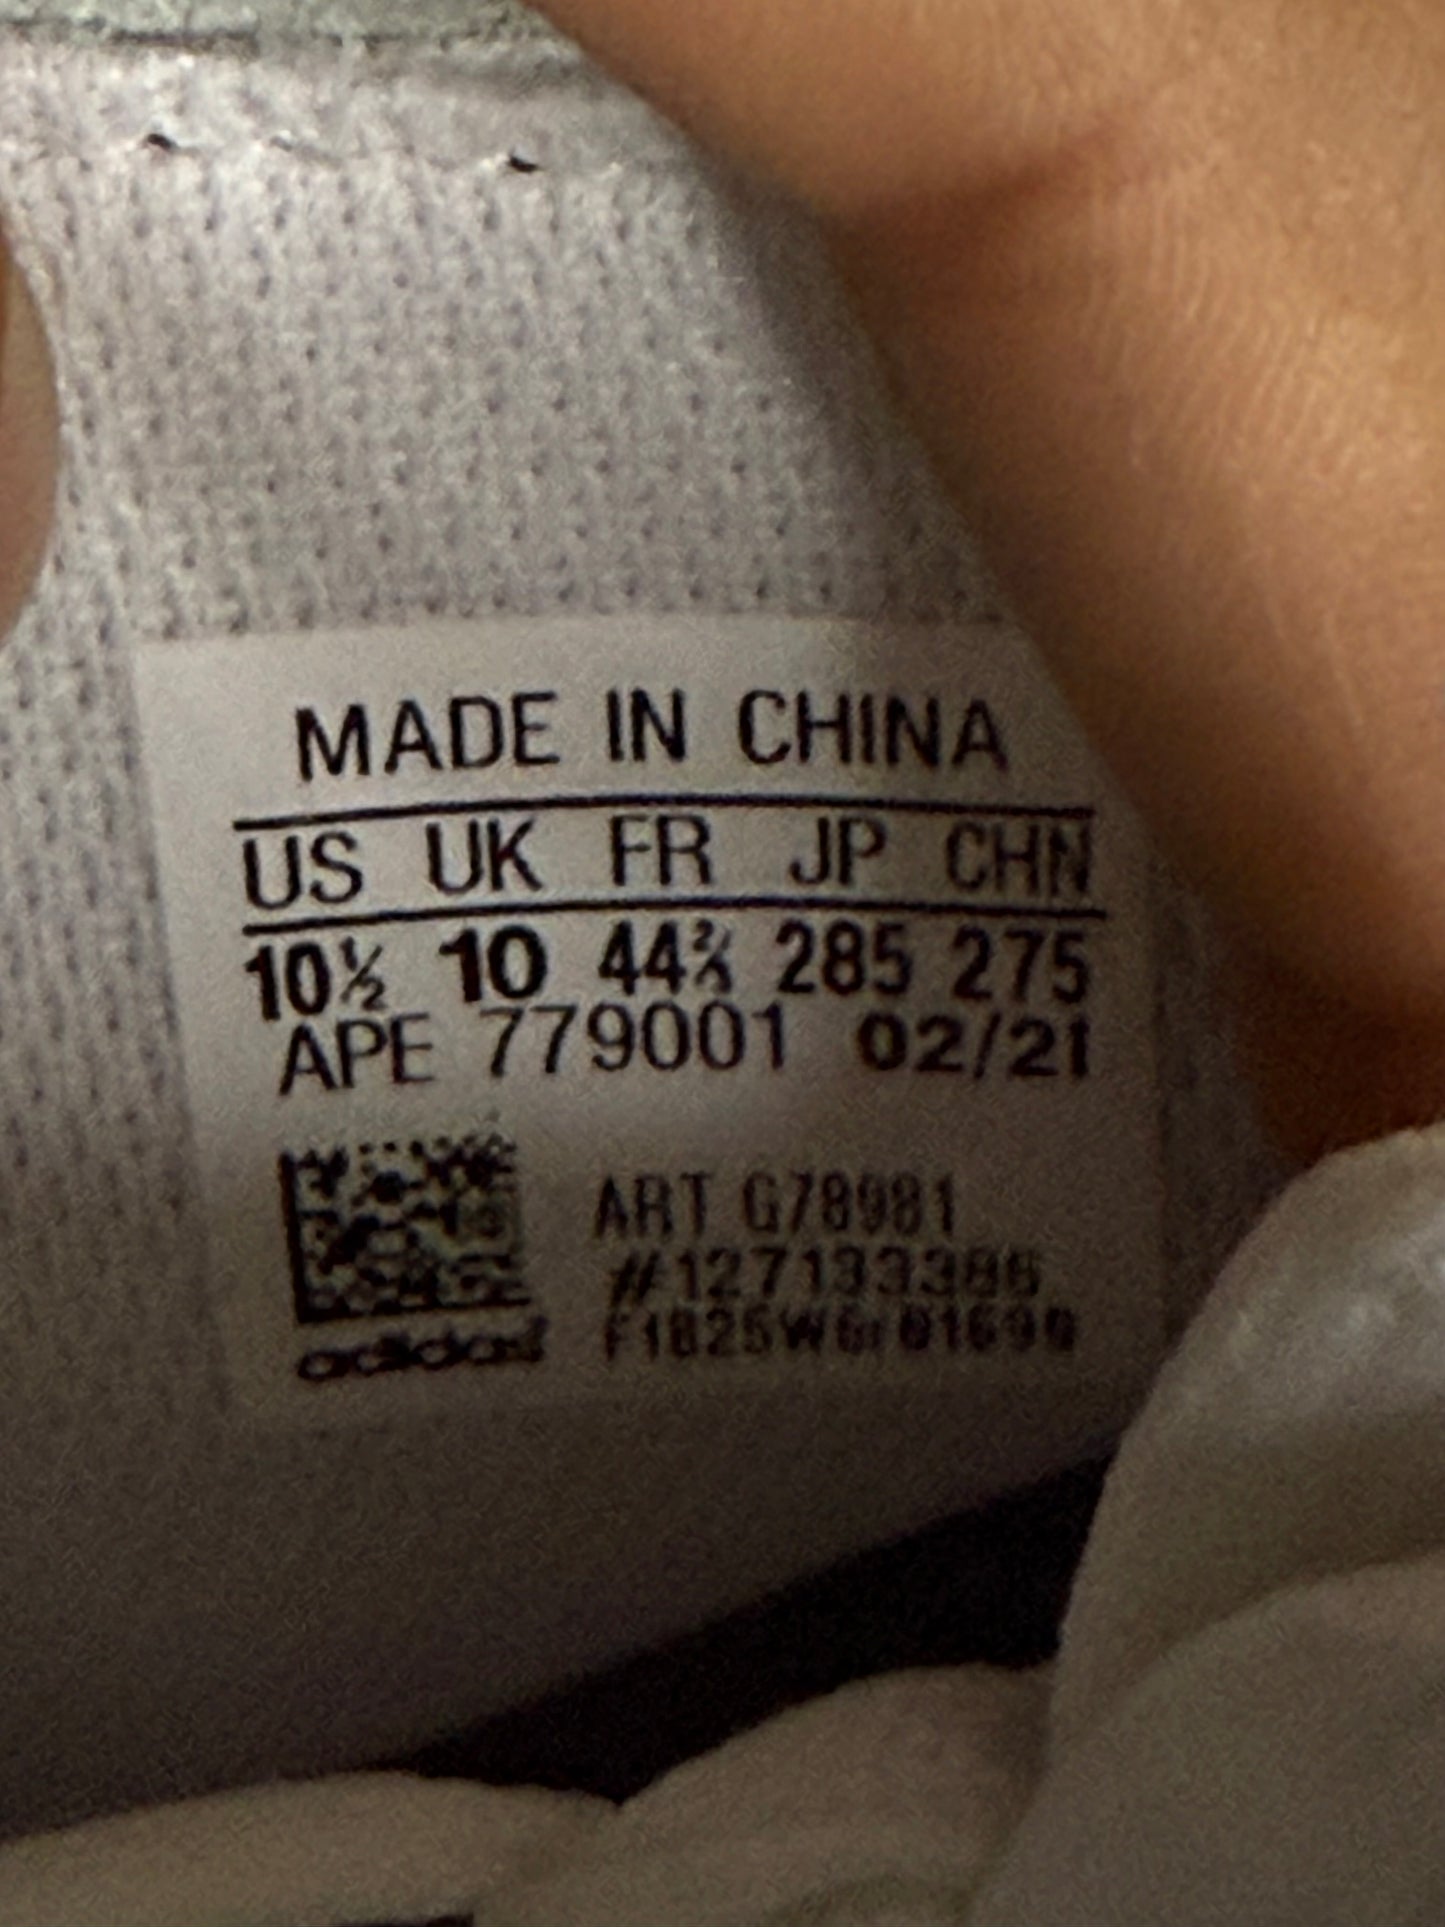 MADE IN CHINA
US UK FR JP CHN
10½ 10 44⅔ 285 275
APE 779001 02/21
ART G78981
adidas